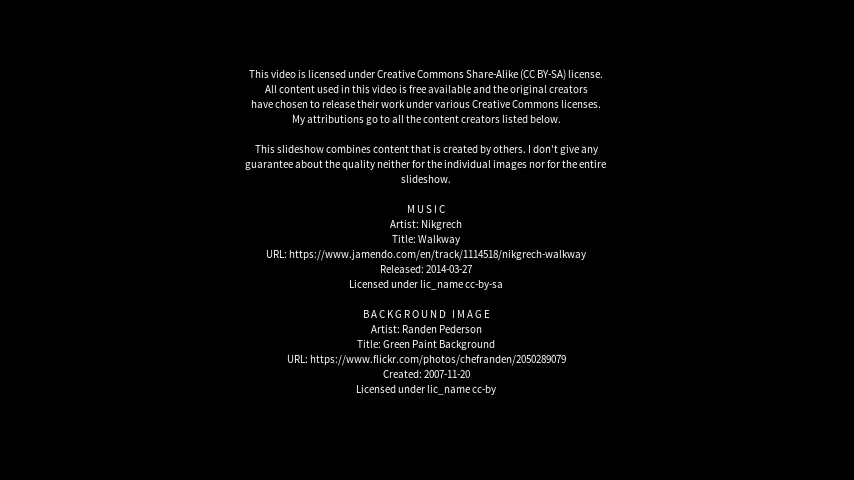 This video is licensed under Creative Commons Share-Alike (CC BY-SA) license.
All content used in this video is free available and the original creators
have chosen to release their work under various Creative Commons licenses.
My attributions go to all the content creators listed below.
This slideshow combines content that is created by others. I don't give any
guarantee about the quality neither for the individual images nor for the entire
slideshow.
MUSIC
Artist: Nikgrech
Title: Walkway
URL: https://www.jamendo.com/en/track/1114518/nikgrech-walkway
Released: 2014-03-27
Licensed under lic_name cc-by-sa
BACKGROUND IMAGE
Artist: Randen Pederson
Title: Green Paint Background
URL: https://www.flickr.com/photos/chefranden/2050289079
Created: 2007-11-20
Licensed under lic_name cc-by